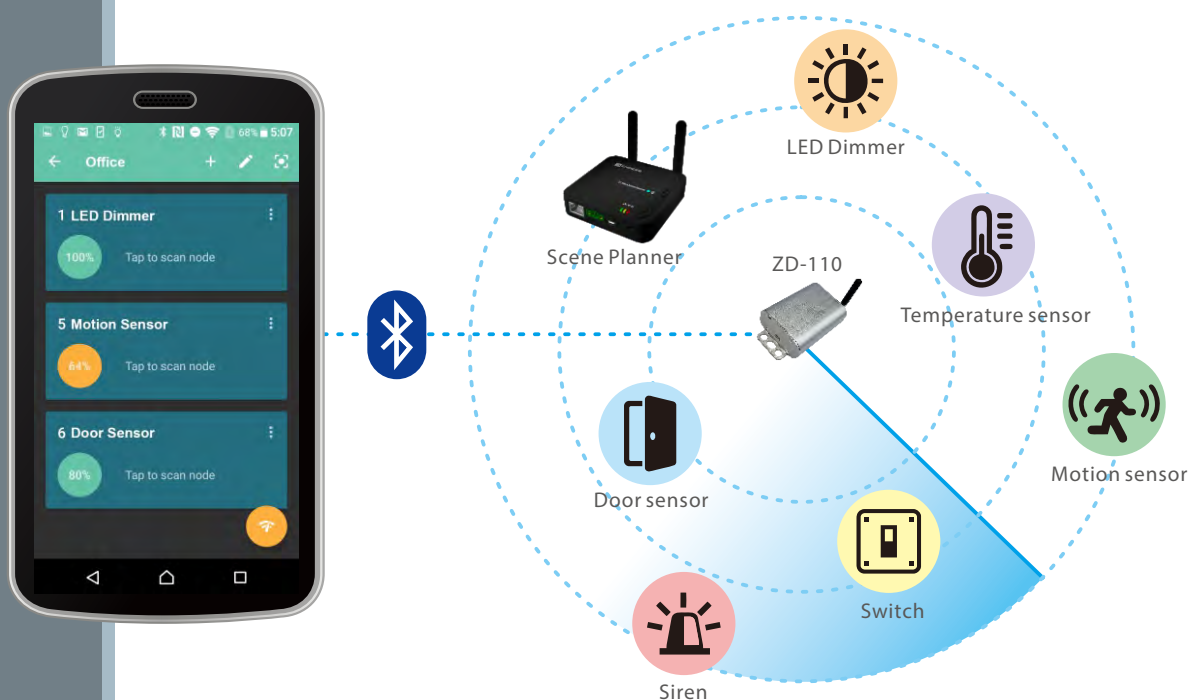 68% 5:07
Office
1 LED Dimmer
100%
Tap to scan node
5 Motion Sensor
64%
Tap to scan node
6 Door Sensor
80%
Tap to scan node
LED Dimmer
Scene Planner
ZD-110
Temperature sensor
Door sensor
Motion sensor
Switch
Siren